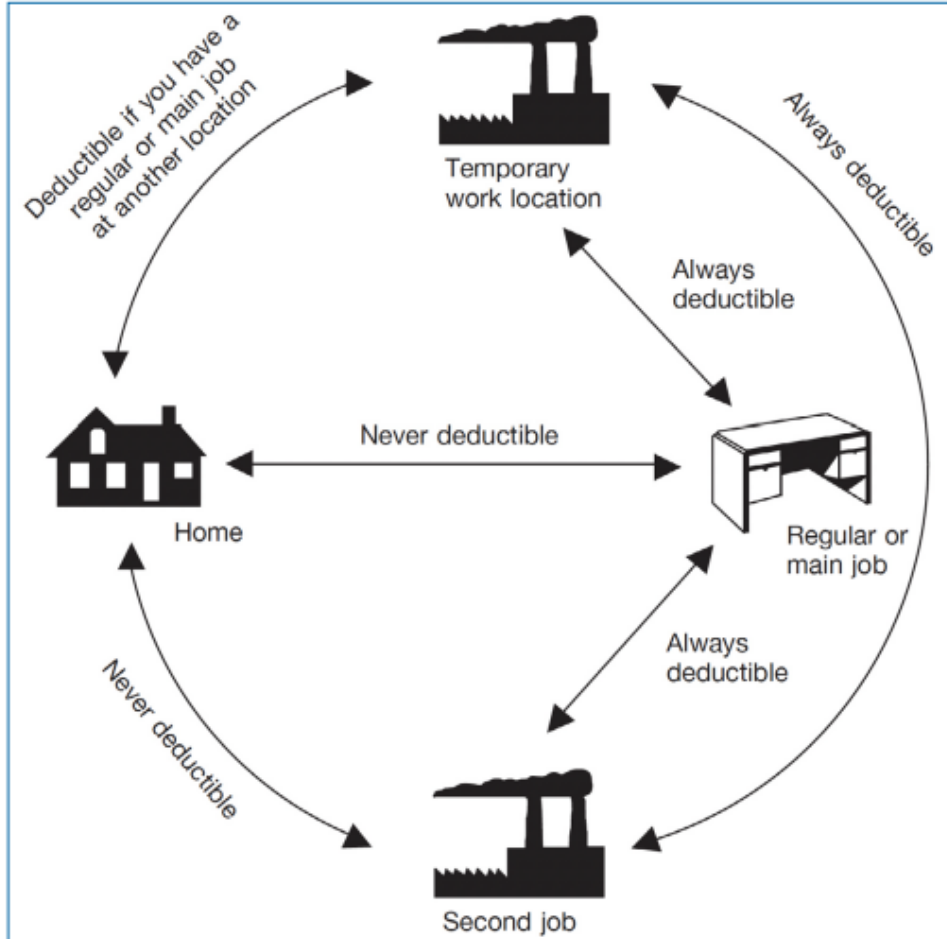 Deductible if you have a
regular or main job
at another location
Temporary
work location
Always deductible
Always
deductible
Never deductible
Home
Regular or
main job
Always
deductible
Never deductible
Second job